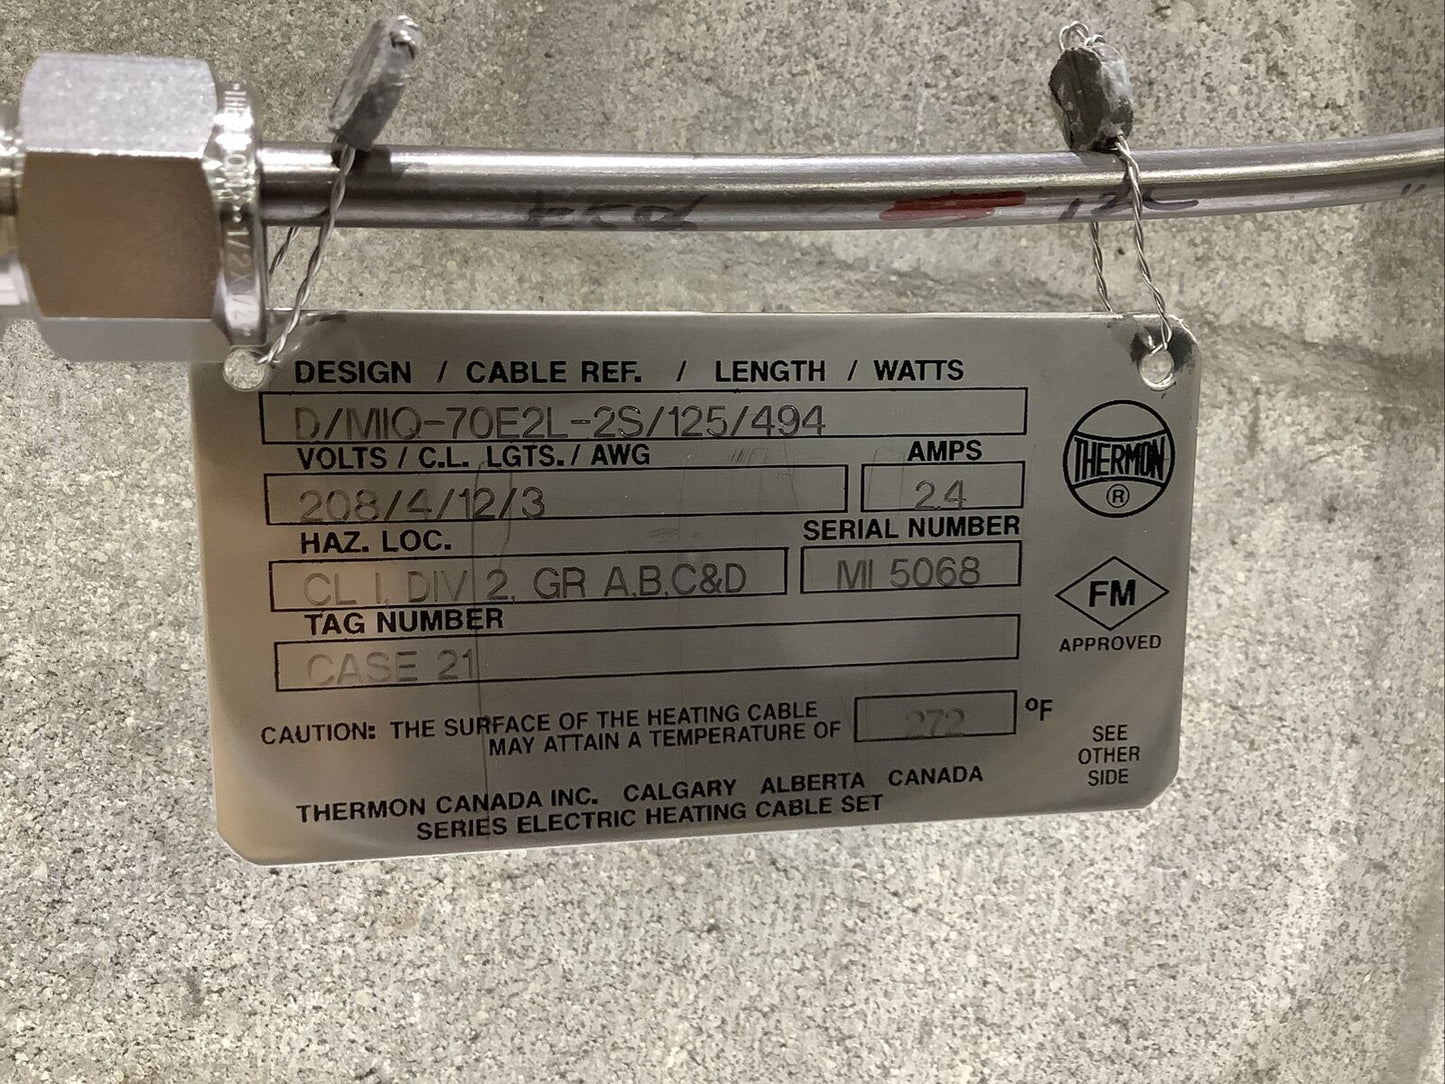 DESIGN / CABLE REF. / LENGTH / WATTS
D/MIQ-70E2L-2S/125/494
VOLTS / C.L. LGTS. / AWG AMPS
208/4/12/3 2.4
HAZ. LOC. SERIAL NUMBER
CL I, DIV 2, GR A,B,C&D MI 5068
TAG NUMBER
CASE 21
CAUTION: THE SURFACE OF THE HEATING CABLE
MAY ATTAIN A TEMPERATURE OF 272 ºF
THERMON CANADA INC. CALGARY ALBERTA CANADA
SERIES ELECTRIC HEATING CABLE SET
THERMON
®
FM
APPROVED
SEE
OTHER
SIDE